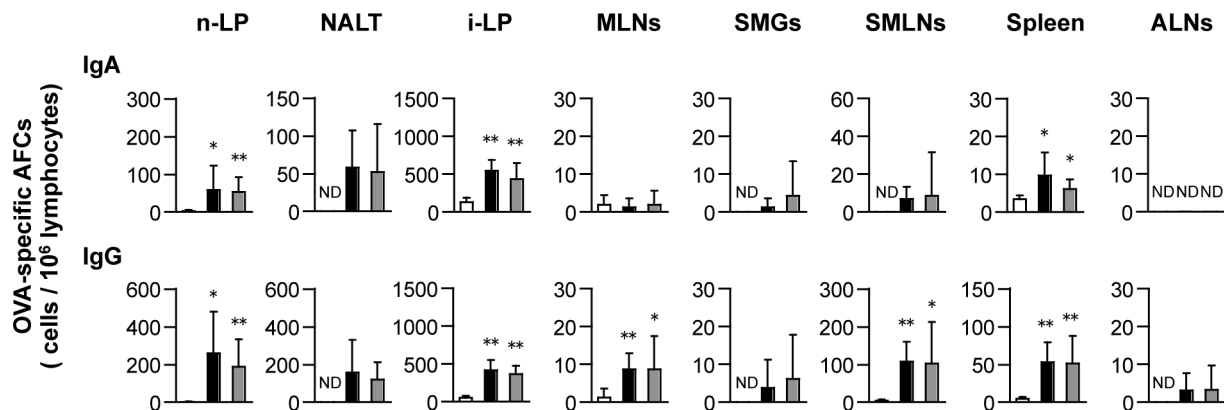 n-LP NALT i-LP MLNs SMGs SMLNs Spleen ALNs
IgA
300 150 1500 30 30 60 30 30
* ** ** ** * *
200 100 1000 20 20 40 20 20
100 50 500 10 10 20 10 10
ND ND ND ND ND ND
0 0 0 0 0 0 0 0
IgG
600 600 1500 30 30 300 150 30
* ** ** ** ** * ** * ** **
400 400 1000 20 20 200 100 20
200 200 500 10 10 100 50 10
ND ND ND
0 0 0 0 0 0 0 0
OVA-specific AFCs
( cells / 10⁶ lymphocytes)